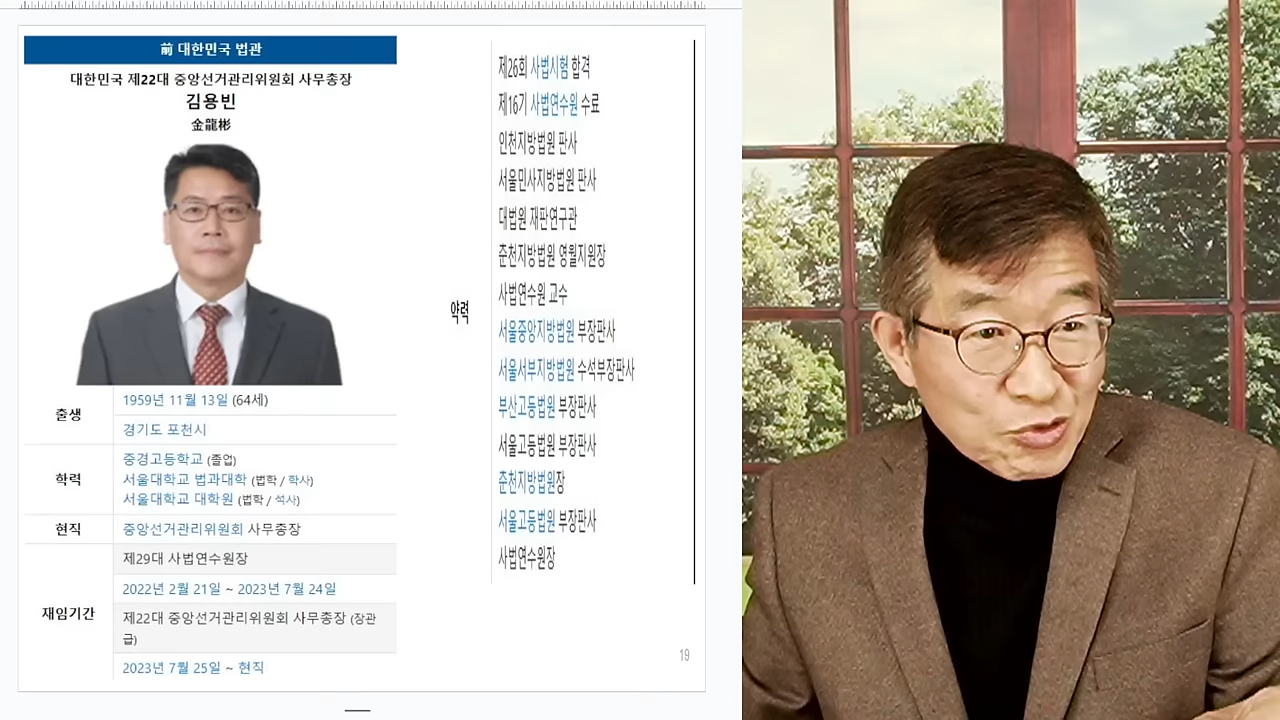 前 대한민국 법관
대한민국 제22대 중앙선거관리위원회 사무총장
김용빈
金龍彬
출생
1959년 11월 13일 (64세)
경기도 포천시
학력
중경고등학교 (졸업)
서울대학교 법과대학 (법학 / 학사)
서울대학교 대학원 (법학 / 석사)
현직
중앙선거관리위원회 사무총장
재임기간
제29대 사법연수원장
2022년 2월 21일 ~ 2023년 7월 24일
제22대 중앙선거관리위원회 사무총장 (장관
급)
2023년 7월 25일 ~ 현직
약력
제26회 사법시험 합격
제16기 사법연수원 수료
인천지방법원 판사
서울민사지방법원 판사
대법원 재판연구관
춘천지방법원 영월지원장
사법연수원 교수
서울중앙지방법원 부장판사
서울서부지방법원 수석부장판사
부산고등법원 부장판사
서울고등법원 부장판사
춘천지방법원장
서울고등법원 부장판사
사법연수원장
19